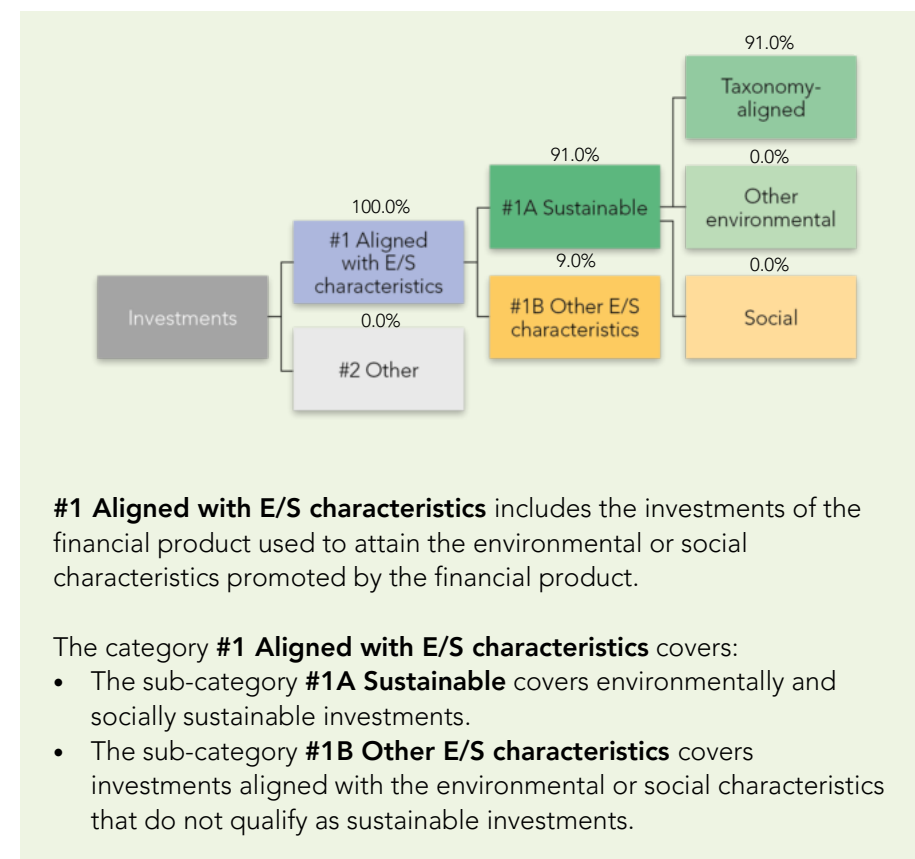 91.0%
Taxonomy-
aligned
91.0%
0.0%
#1A Sustainable
Other
environmental
100.0%
#1 Aligned
with E/S
characteristics
9.0%
0.0%
#1B Other E/S
characteristics
Social
Investments
0.0%
#2 Other
#1 Aligned with E/S characteristics includes the investments of the
financial product used to attain the environmental or social
characteristics promoted by the financial product.
The category #1 Aligned with E/S characteristics covers:
• The sub-category #1A Sustainable covers environmentally and
socially sustainable investments.
• The sub-category #1B Other E/S characteristics covers
investments aligned with the environmental or social characteristics
that do not qualify as sustainable investments.